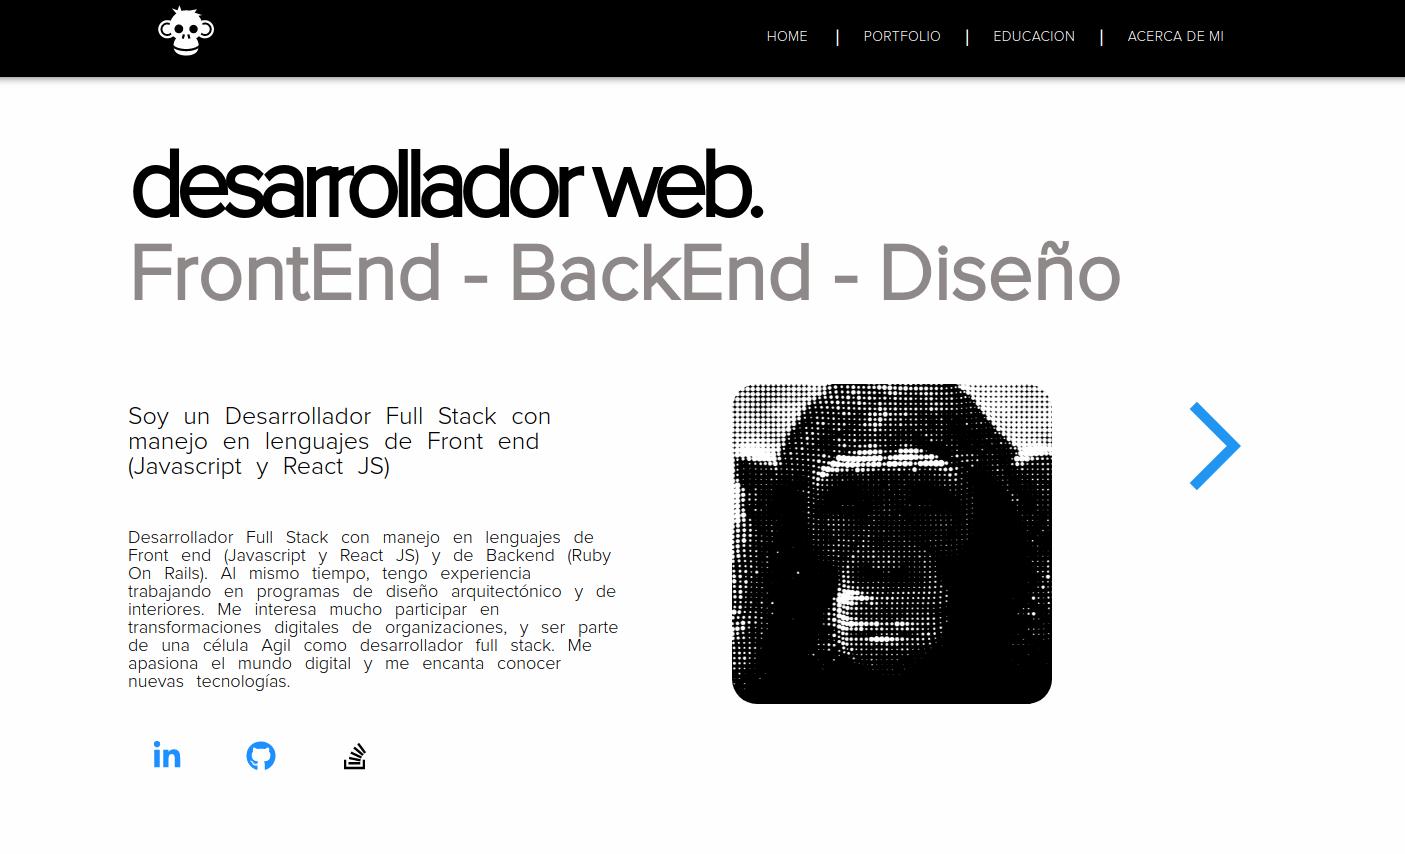 HOME | PORTFOLIO | EDUCACION | ACERCA DE MI
desarrollador web.
FrontEnd - BackEnd - Diseño
Soy un Desarrollador Full Stack con
manejo en lenguajes de Front end
(Javascript y React JS)
Desarrollador Full Stack con manejo en lenguajes de
Front end (Javascript y React JS) y de Backend (Ruby
On Rails). Al mismo tiempo, tengo experiencia
trabajando en programas de diseño arquitectónico y de
interiores. Me interesa mucho participar en
transformaciones digitales de organizaciones, y ser parte
de una célula Agil como desarrollador full stack. Me
apasiona el mundo digital y me encanta conocer
nuevas tecnologías.
in